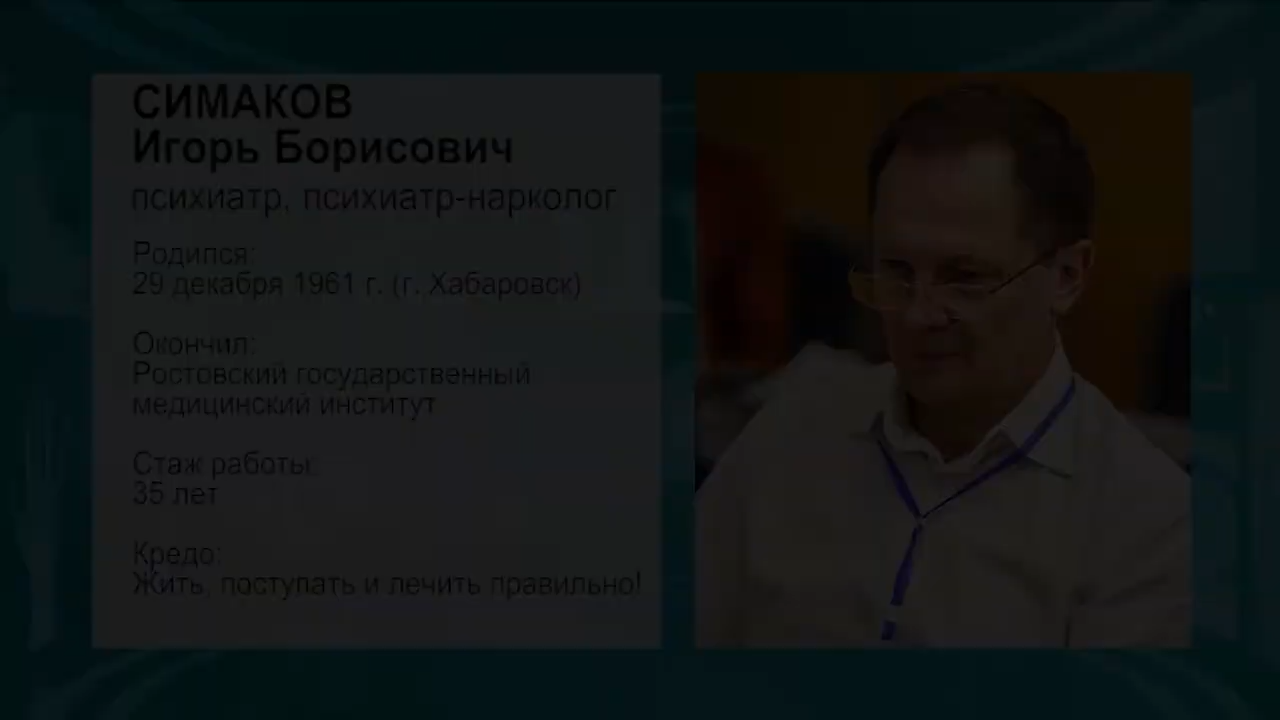 СИМАКОВ
Игорь Борисович
психиатр, психиатр-нарколог
Родился:
29 декабря 1961 г. (г. Хабаровск)
Окончил:
Ростовский государственный
медицинский институт
Стаж работы:
35 лет
Кредо:
Жить, поступать и лечить правильно!